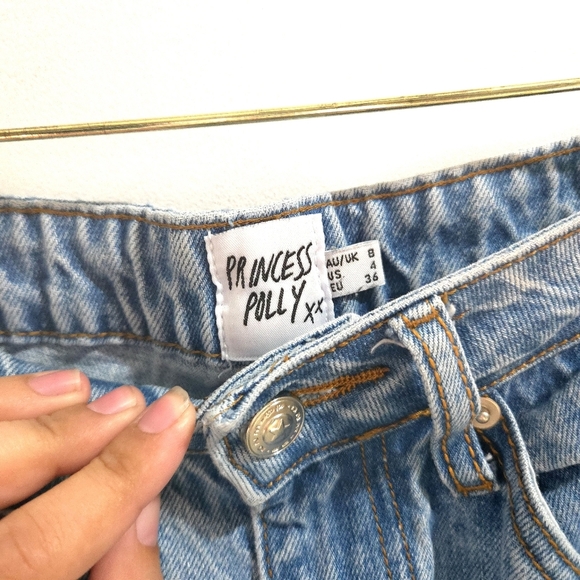 PRINCESS
POLLY xx
AU/UK 8
US. 4
EU 36